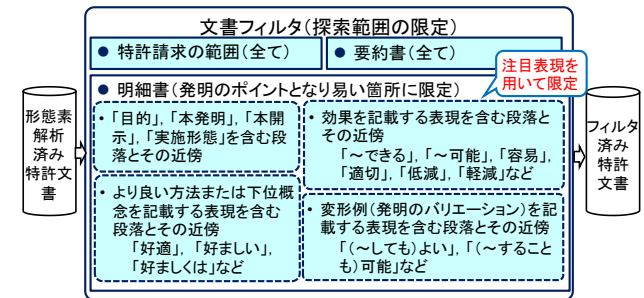 文書フィルタ(探索範囲の限定)
● 特許請求の範囲(全て)
● 要約書(全て)
注目表現を
用いて限定
● 明細書(発明のポイントとなり易い箇所に限定)
形態素
解析
済み
特許文
書
・「目的」,「本発明」,「本開
示」,「実施形態」を含む段
落とその近傍
・効果を記載する表現を含む段落と
その近傍
「~できる」,「~可能」,「容易」,
「適切」,「低減」,「軽減」など
・より良い方法または下位概
念を記載する表現を含む
段落とその近傍
「好適」,「好ましい」,
「好ましくは」など
・変形例(発明のバリエーション)を記
載する表現を含む段落とその近傍
「(~しても)よい」,「(~すること
も)可能」など
フィルタ
済み
特許
文書